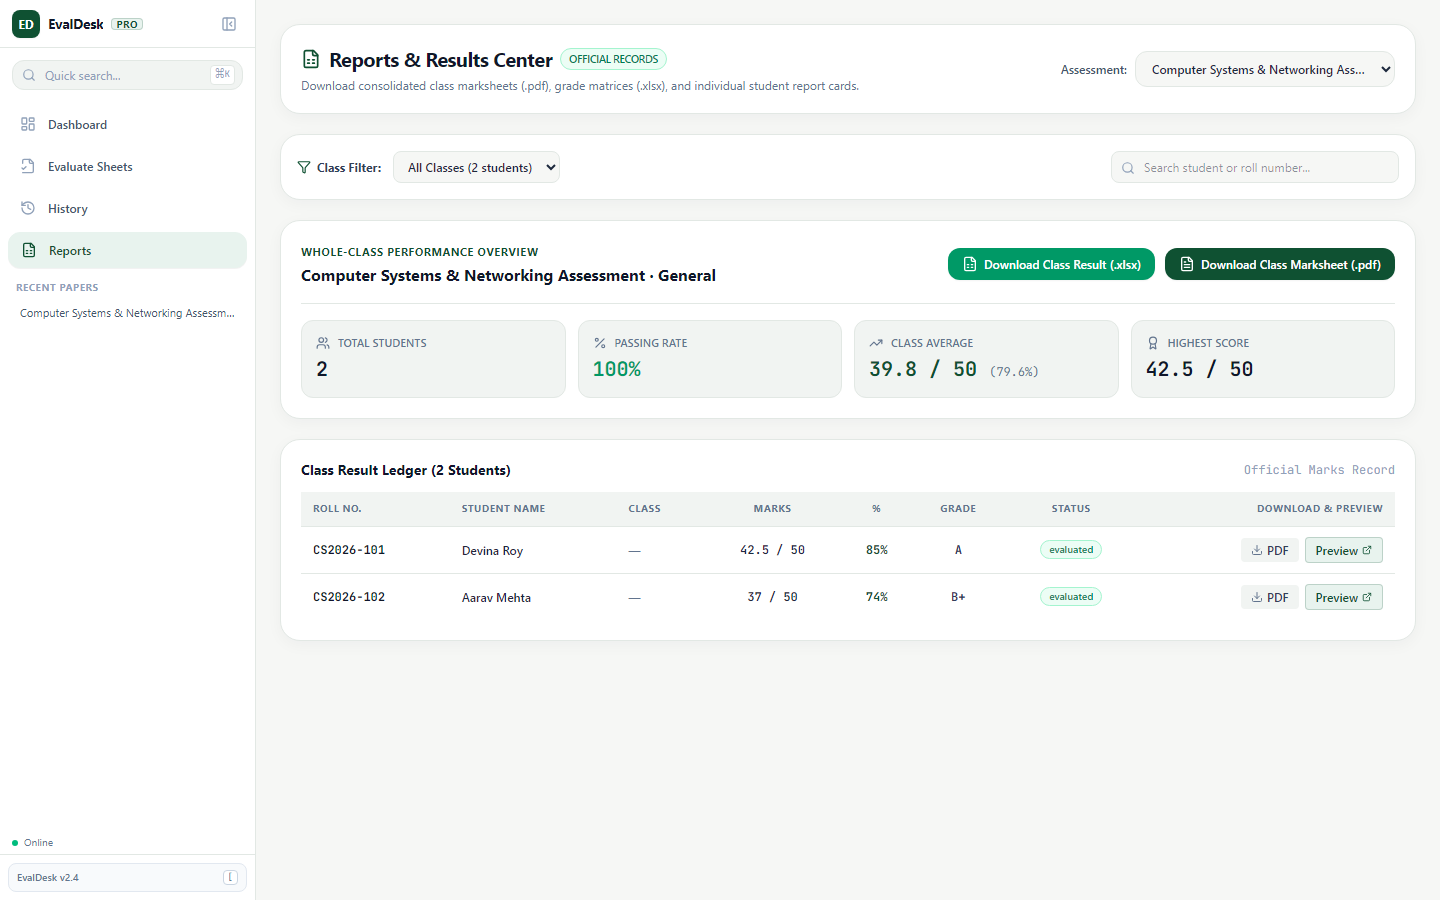 ED EvalDesk PRO
Quick search... ⌘K
Dashboard
Evaluate Sheets
History
Reports
RECENT PAPERS
Computer Systems & Networking Assessm...
Online
EvalDesk v2.4 [
Reports & Results Center OFFICIAL RECORDS
Download consolidated class marksheets (.pdf), grade matrices (.xlsx), and individual student report cards.
Assessment: Computer Systems & Networking Ass...
Class Filter: All Classes (2 students)
Search student or roll number...
WHOLE-CLASS PERFORMANCE OVERVIEW
Computer Systems & Networking Assessment · General
Download Class Result (.xlsx) Download Class Marksheet (.pdf)
TOTAL STUDENTS PASSING RATE CLASS AVERAGE HIGHEST SCORE
2 100% 39.8 / 50 (79.6%) 42.5 / 50
Class Result Ledger (2 Students) Official Marks Record
ROLL NO. STUDENT NAME CLASS MARKS % GRADE STATUS DOWNLOAD & PREVIEW
CS2026-101 Devina Roy — 42.5 / 50 85% A evaluated PDF Preview
CS2026-102 Aarav Mehta — 37 / 50 74% B+ evaluated PDF Preview